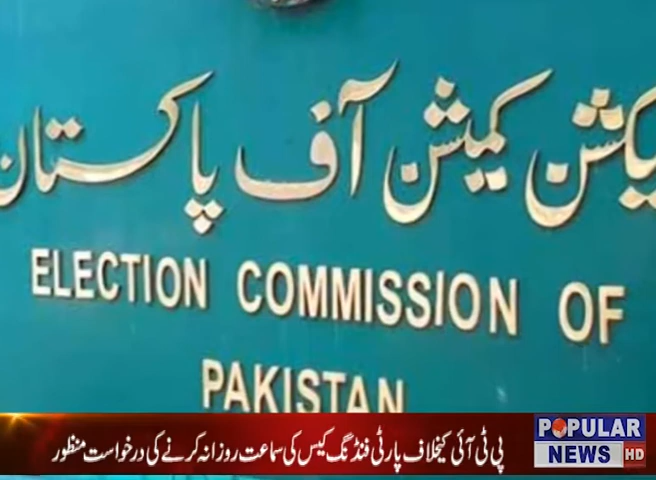 یکشن کمیشن آف پاکستان
ELECTION COMMISSION OF
PAKISTAN
پی ٹی آئی کیخلاف پارٹی فنڈنگ کیس کی سماعت روزانہ کرنے کی درخواست منظور
POPULAR
NEWS HD